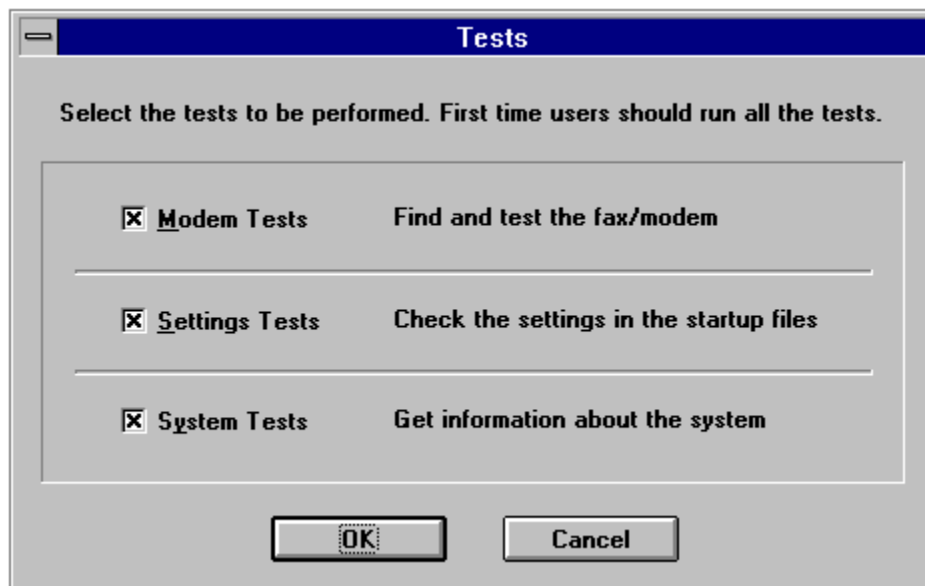 Tests
Select the tests to be performed. First time users should run all the tests.
Modem Tests Find and test the fax/modem
Settings Tests Check the settings in the startup files
System Tests Get information about the system
OK Cancel